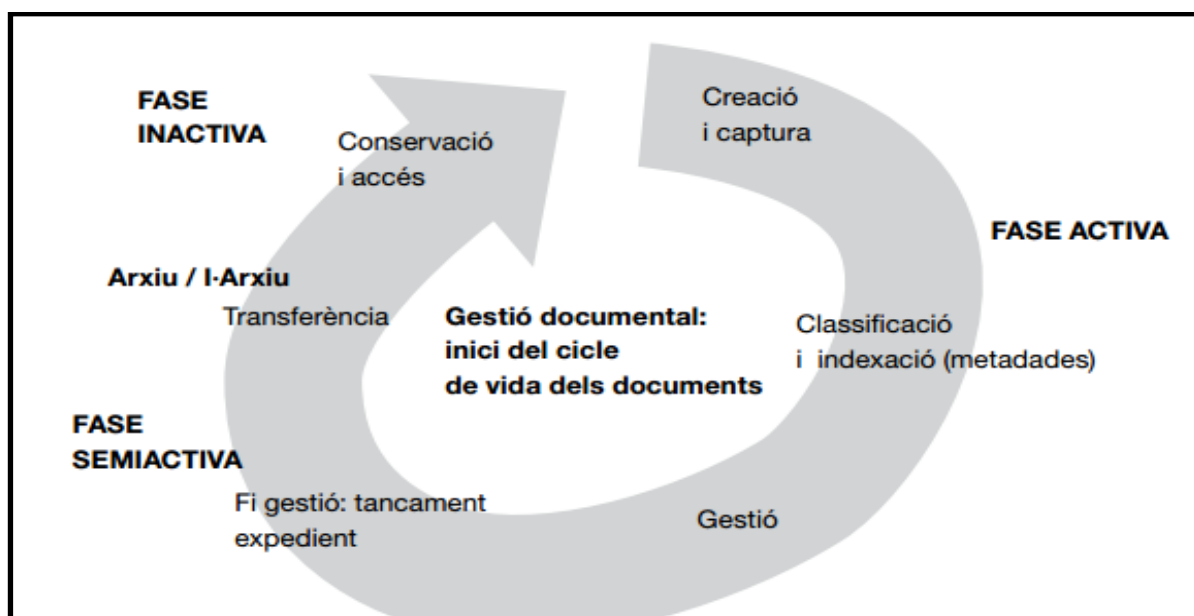 FASE
INACTIVA
Conservació
i accés
Creació
i captura
FASE ACTIVA
Arxiu / I·Arxiu
Transferència
Gestió documental:
inici del cicle
de vida dels documents
Classificació
i indexació (metadades)
FASE
SEMIACTIVA
Fi gestió: tancament
expedient
Gestió